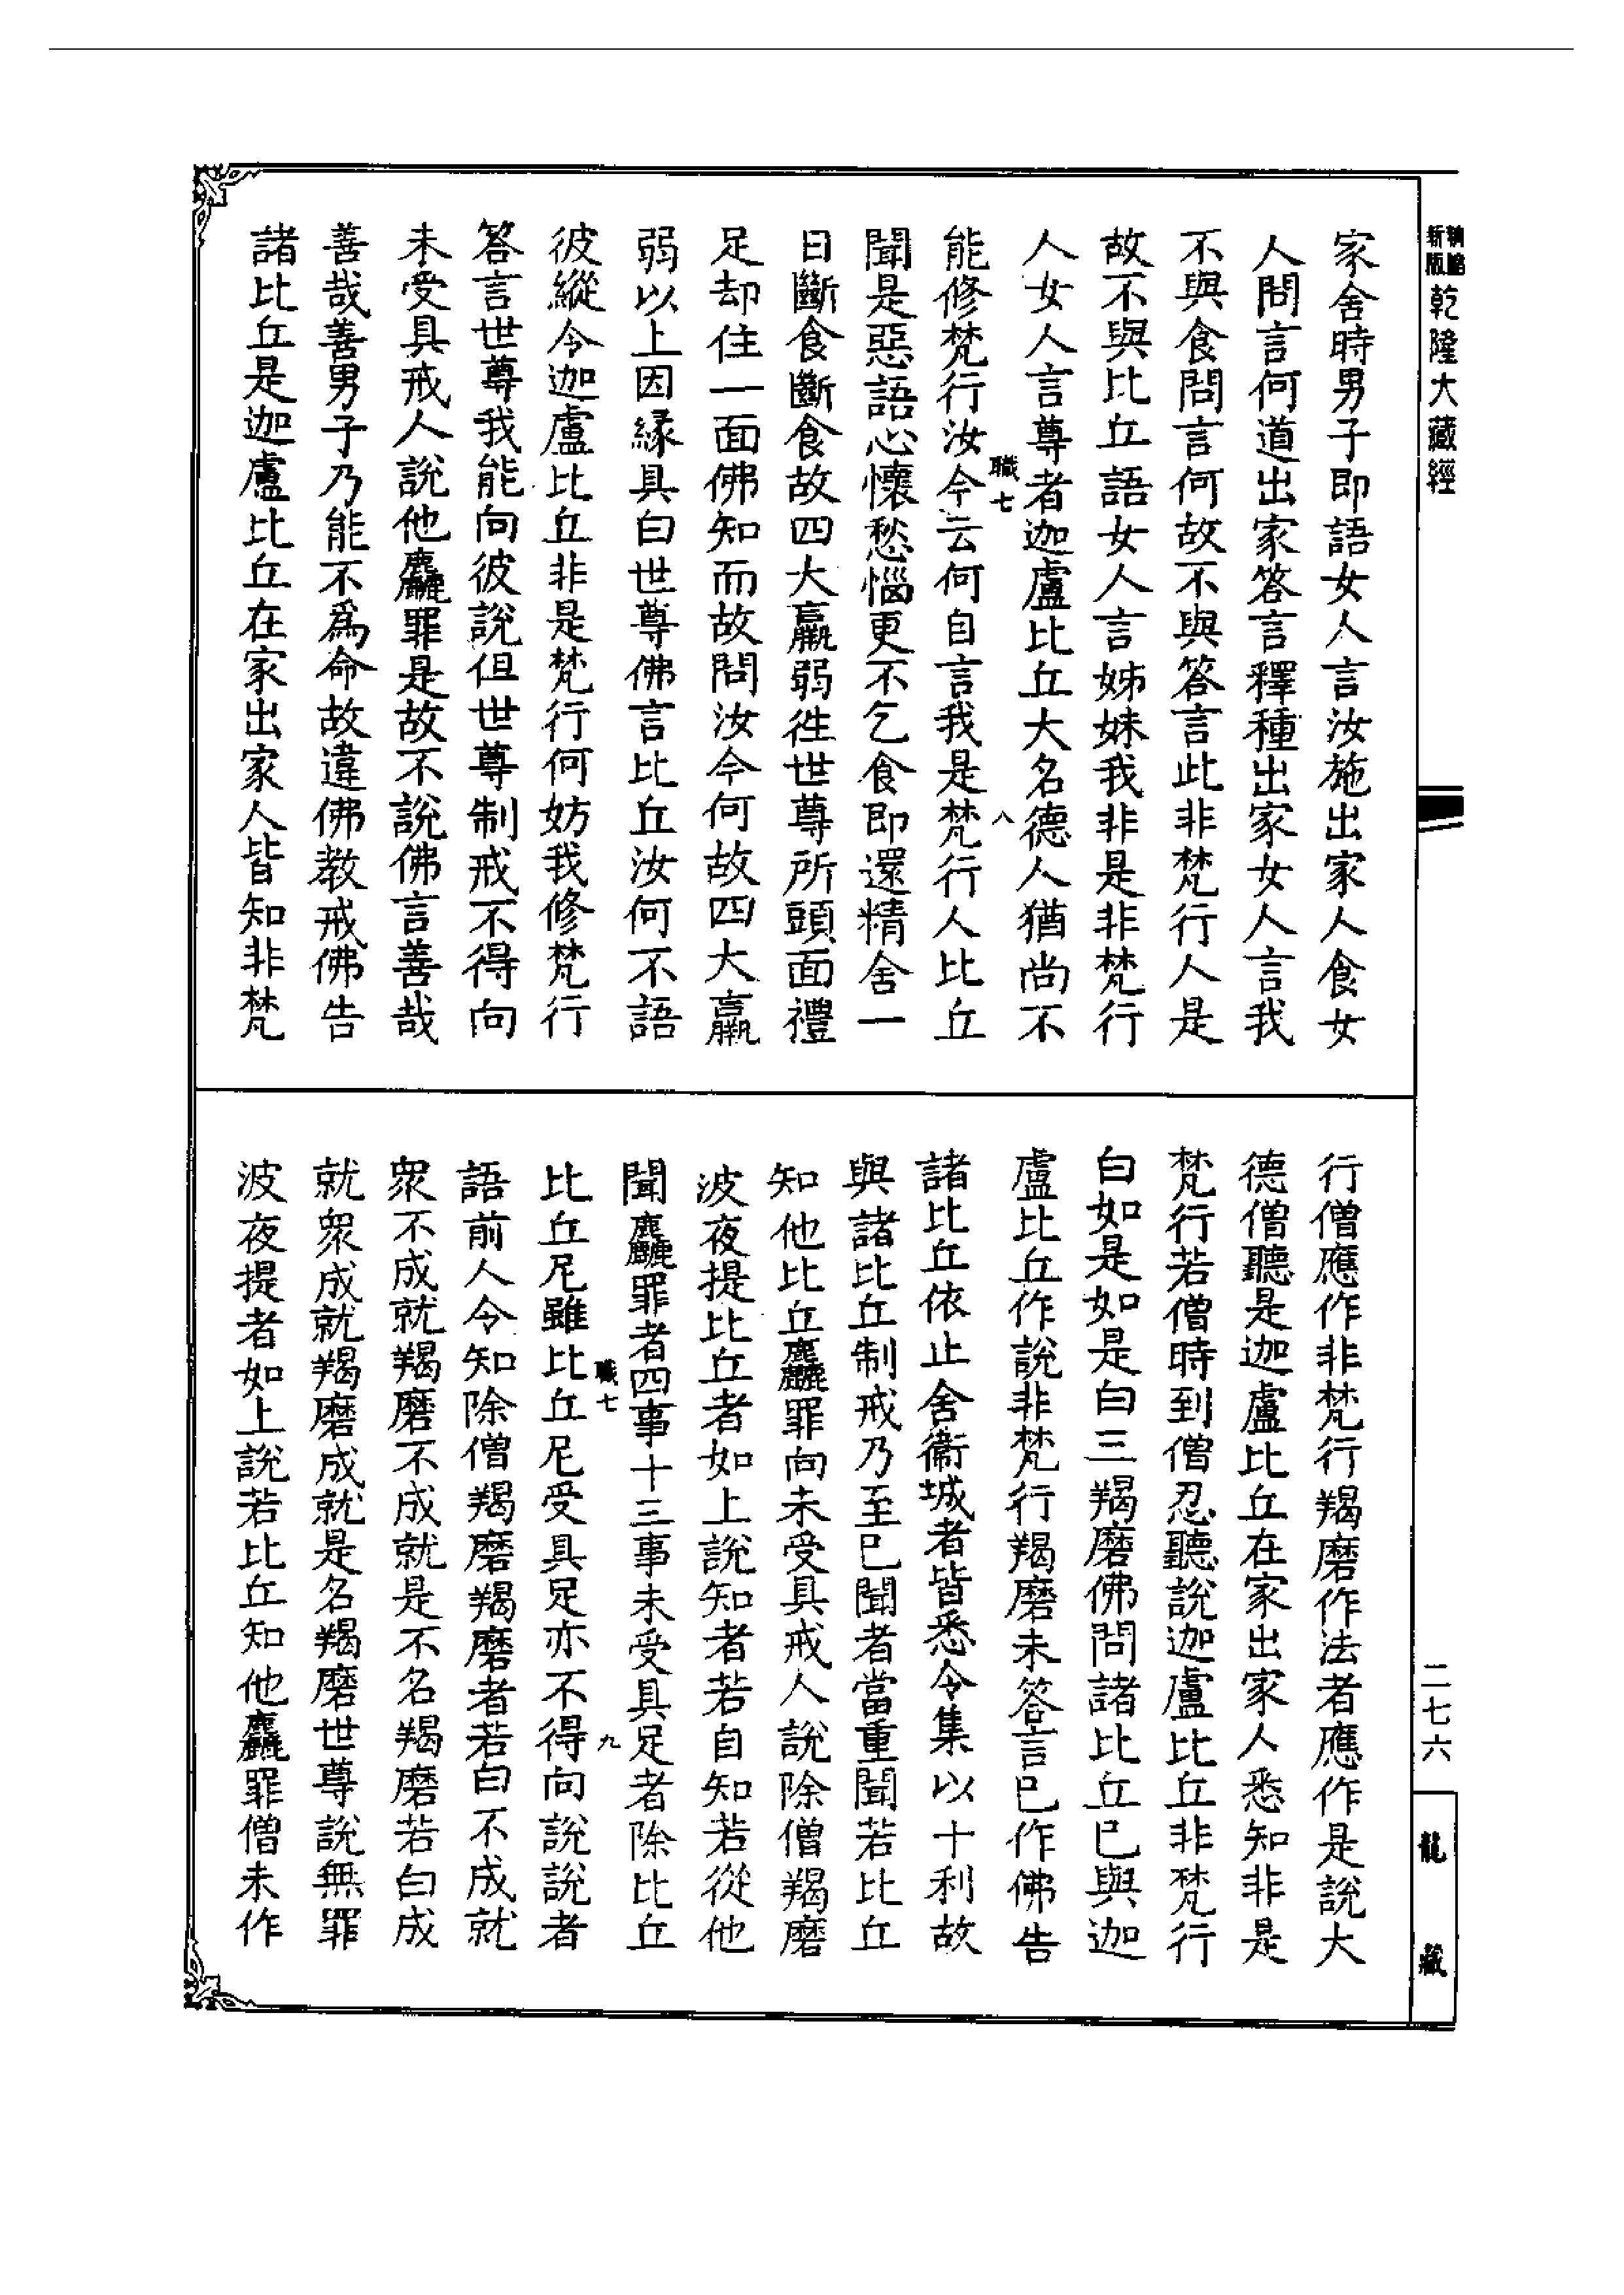 新版
乾隆大藏經
家舍時男子即語女人言汝施出家人食女
人問言何道出家答言釋種出家女人言我
不與食問言何故不與答言此非梵行人是
故不與比丘語女人言姊妹我非是非梵行
人女人言尊者迦盧比丘大名德人猶尚不
職七
八
能修梵行汝今云何自言我是梵行人比丘
聞是惡語心懷愁惱更不乞食即還精舍一
日斷食斷食故四大羸弱往世尊所頭面禮
足却住一面佛知而故問汝今何故四大羸
弱以上因緣具白世尊佛言比丘汝何不語
彼縱令迦盧比丘非是梵行何妨我修梵行
答言世尊我能向彼說但世尊制戒不得向
未受具戒人說他麤罪是故不說佛言善哉
善哉善男子乃能不爲命故違佛教戒佛告
諸比丘是迦盧比丘在家出家人皆知非梵
行僧應作非梵行羯磨作法者應作是說大
德僧聽是迦盧比丘在家出家人悉知非是
梵行若僧時到僧忍聽說迦盧比丘非梵行
白如是如是白三羯磨佛問諸比丘已與迦
盧比丘作說非梵行羯磨未答言已作佛告
諸比丘依止舍衞城者皆悉令集以十利故
與諸比丘制戒乃至已聞者當重聞若比丘
知他比丘麤罪向未受具戒人說除僧羯磨
波夜提比丘者如上說知者若自知若從他
聞麤罪者四事十三事未受具足者除比丘
職七
九
比丘尼雖比丘尼受具足亦不得向說說者
語前人令知除僧羯磨羯磨者若白不成就
衆不成就羯磨不成就是不名羯磨若白成
就衆成就羯磨成就是名羯磨世尊說無罪
波夜提者如上說若比丘知他麤罪僧未作
二七六
龍藏